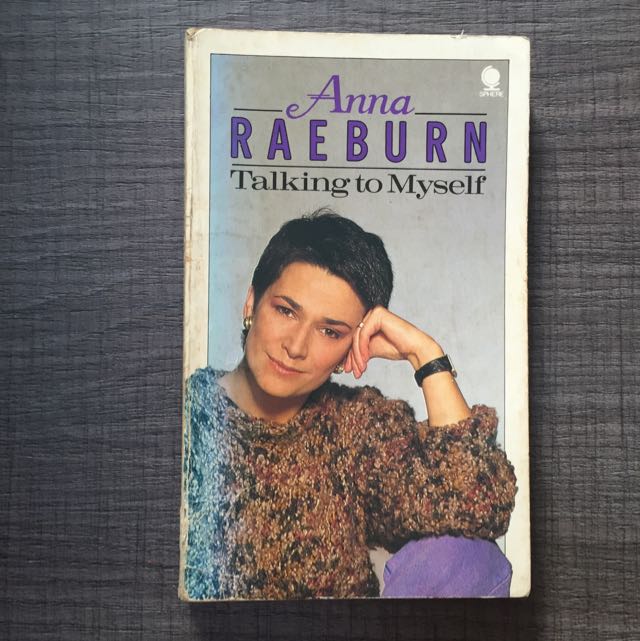 SPHERE
Anna
RAEBURN
Talking to Myself